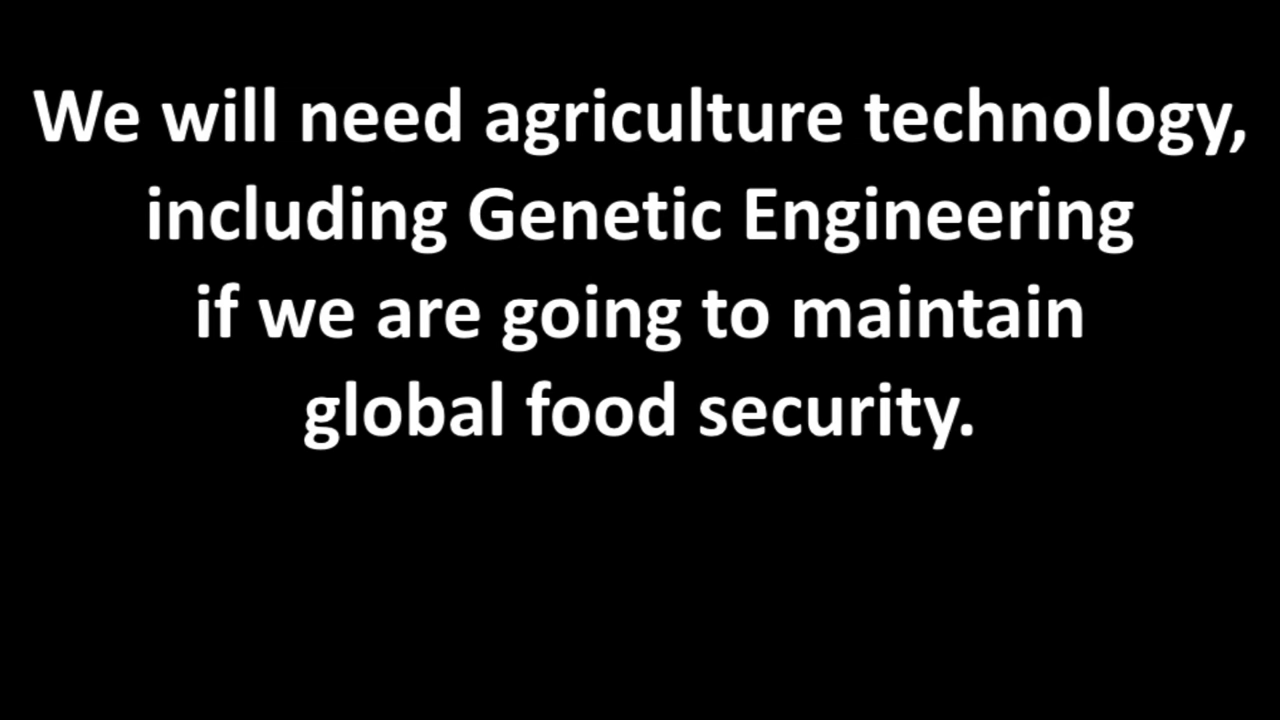 We will need agriculture technology,
including Genetic Engineering
if we are going to maintain
global food security.